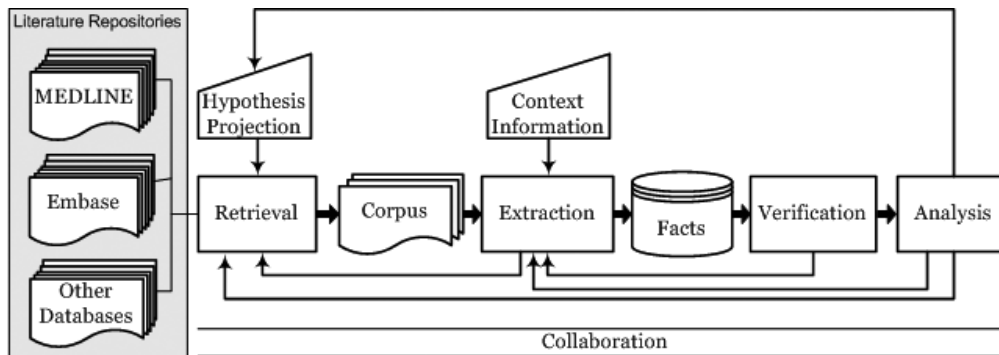 Literature Repositories
MEDLINE
Embase
Other
Databases
Hypothesis
Projection
Context
Information
Retrieval
Corpus
Extraction
Facts
Verification
Analysis
Collaboration